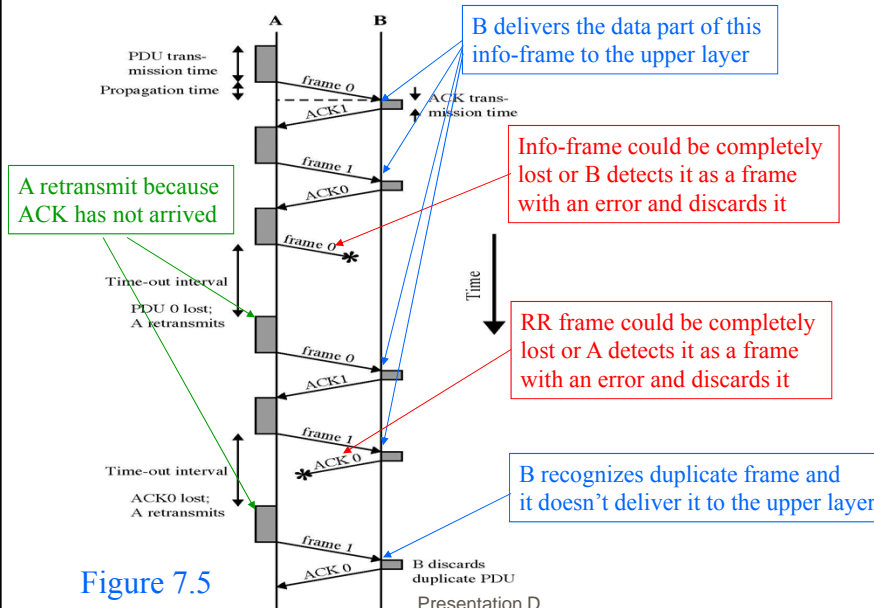 A
B
B delivers the data part of this
info-frame to the upper layer
PDU trans-
mission time
Propagation time
frame 0
ACK1
ACK trans-
mission time
frame 1
ACK0
Info-frame could be completely
lost or B detects it as a frame
with an error and discards it
A retransmit because
ACK has not arrived
frame 0
*
Time-out interval
Time
PDU 0 lost;
A retransmits
frame 0
ACK1
RR frame could be completely
lost or A detects it as a frame
with an error and discards it
frame 1
ACK 0
*
Time-out interval
ACK0 lost;
A retransmits
B recognizes duplicate frame and
it doesn't deliver it to the upper layer
frame 1
ACK 0
B discards
duplicate PDU
Figure 7.5
Presentation D